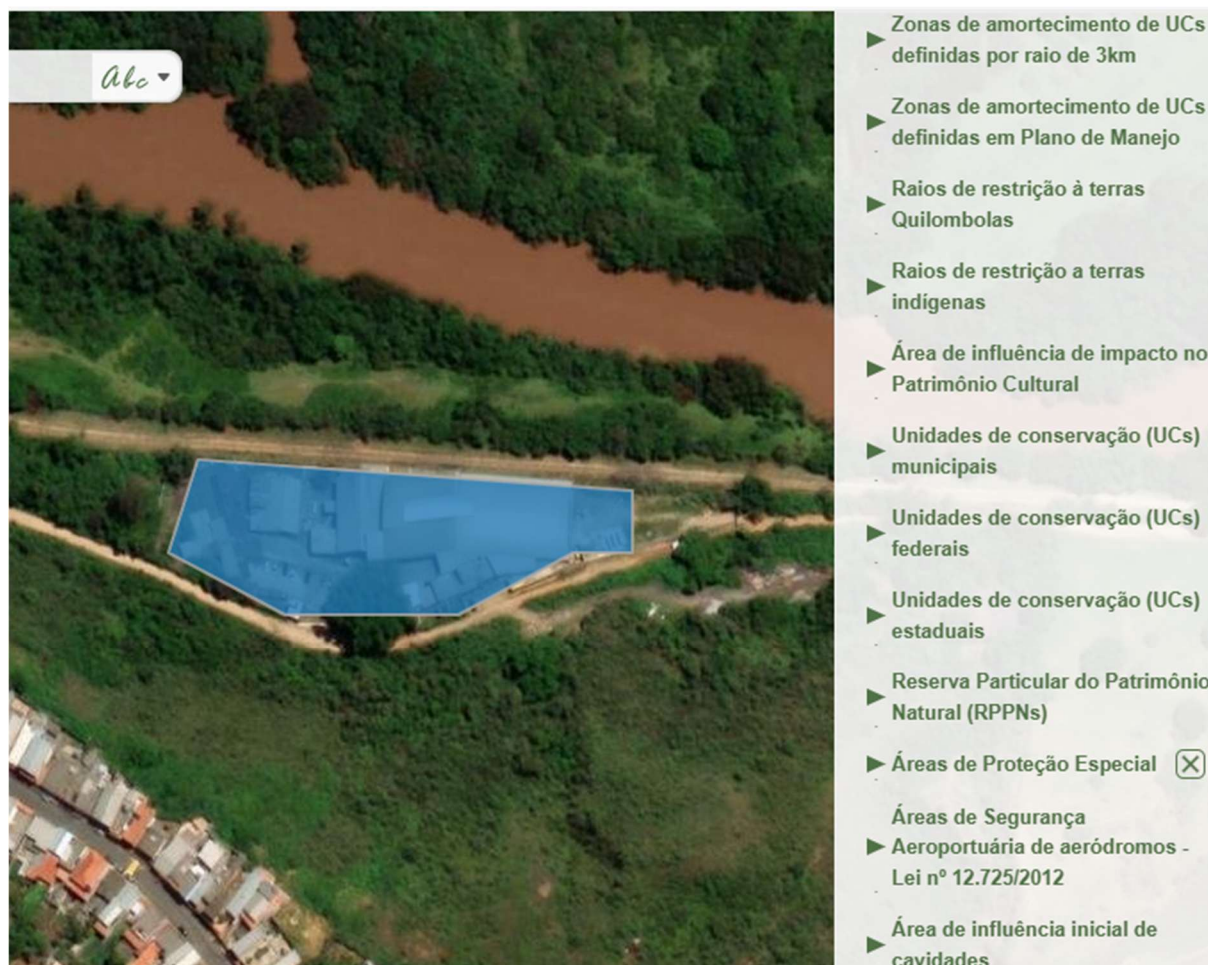 Abc
Zonas de amortecimento de UCs
definidas por raio de 3km
Zonas de amortecimento de UCs
definidas em Plano de Manejo
Raios de restrição à terras
Quilombolas
Raios de restrição a terras
indígenas
Área de influência de impacto no
Patrimônio Cultural
Unidades de conservação (UCs)
municipais
Unidades de conservação (UCs)
federais
Unidades de conservação (UCs)
estaduais
Reserva Particular do Patrimônio
Natural (RPPNs)
Áreas de Proteção Especial
Áreas de Segurança
Aeroportuária de aeródromos -
Lei nº 12.725/2012
Área de influência inicial de
cavidades